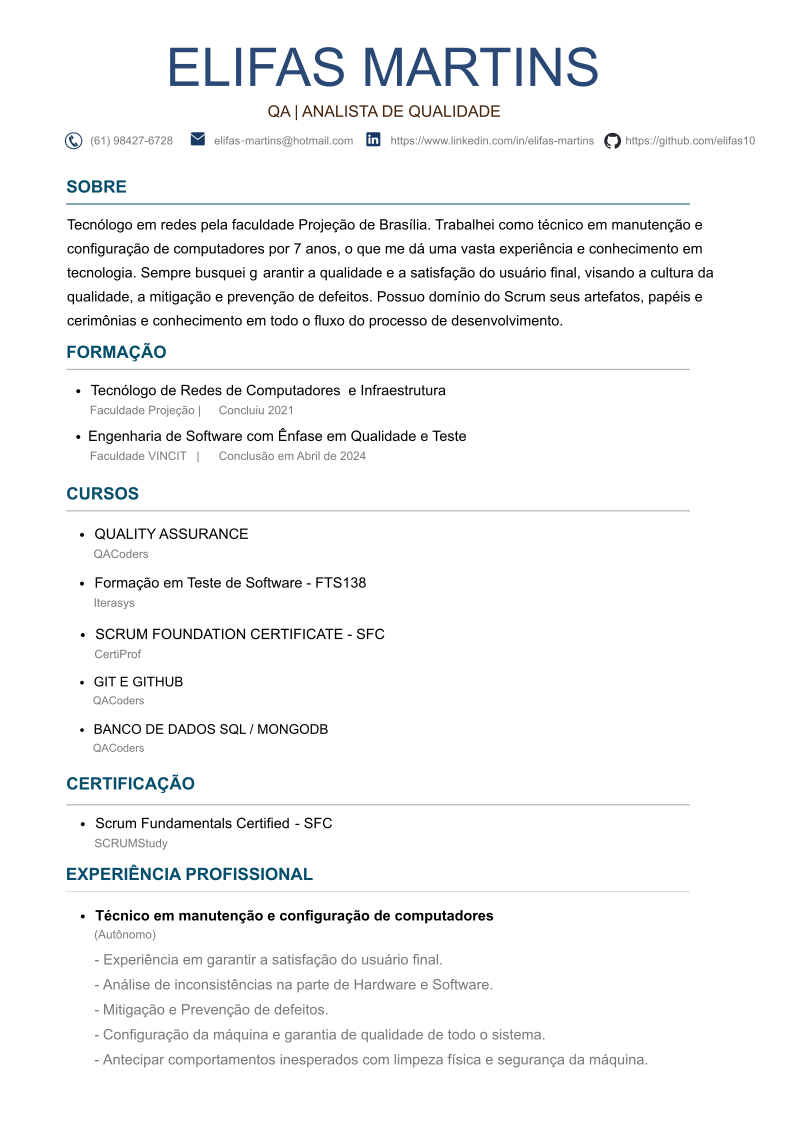 ELIFAS MARTINS
QA | ANALISTA DE QUALIDADE
(61) 98427-6728 elifas-martins@hotmail.com https://www.linkedin.com/in/elifas-martins https://github.com/elifas10
SOBRE
Tecnólogo em redes pela faculdade Projeção de Brasília. Trabalhei como técnico em manutenção e
configuração de computadores por 7 anos, o que me dá uma vasta experiência e conhecimento em
tecnologia. Sempre busquei g arantir a qualidade e a satisfação do usuário final, visando a cultura da
qualidade, a mitigação e prevenção de defeitos. Possuo domínio do Scrum seus artefatos, papéis e
cerimônias e conhecimento em todo o fluxo do processo de desenvolvimento.
FORMAÇÃO
• Tecnólogo de Redes de Computadores e Infraestrutura
Faculdade Projeção | Concluiu 2021
• Engenharia de Software com Ênfase em Qualidade e Teste
Faculdade VINCIT | Conclusão em Abril de 2024
CURSOS
• QUALITY ASSURANCE
QACoders
• Formação em Teste de Software - FTS138
Iterasys
• SCRUM FOUNDATION CERTIFICATE - SFC
CertiProf
• GIT E GITHUB
QACoders
• BANCO DE DADOS SQL / MONGODB
QACoders
CERTIFICAÇÃO
• Scrum Fundamentals Certified - SFC
SCRUMStudy
EXPERIÊNCIA PROFISSIONAL
• Técnico em manutenção e configuração de computadores
(Autônomo)
- Experiência em garantir a satisfação do usuário final.
- Análise de inconsistências na parte de Hardware e Software.
- Mitigação e Prevenção de defeitos.
- Configuração da máquina e garantia de qualidade de todo o sistema.
- Antecipar comportamentos inesperados com limpeza física e segurança da máquina.